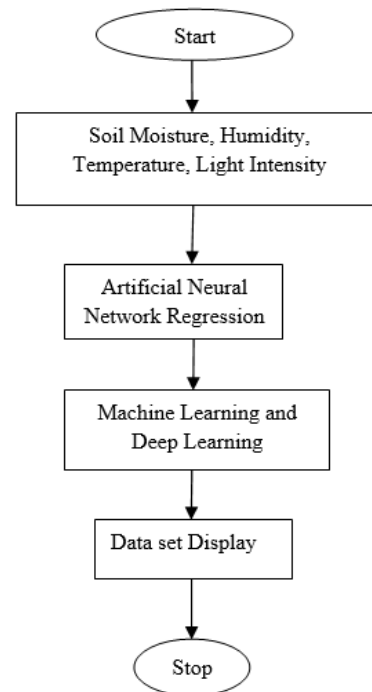 Start
Soil Moisture, Humidity,
Temperature, Light Intensity
Artificial Neural
Network Regression
Machine Learning and
Deep Learning
Data set Display
Stop